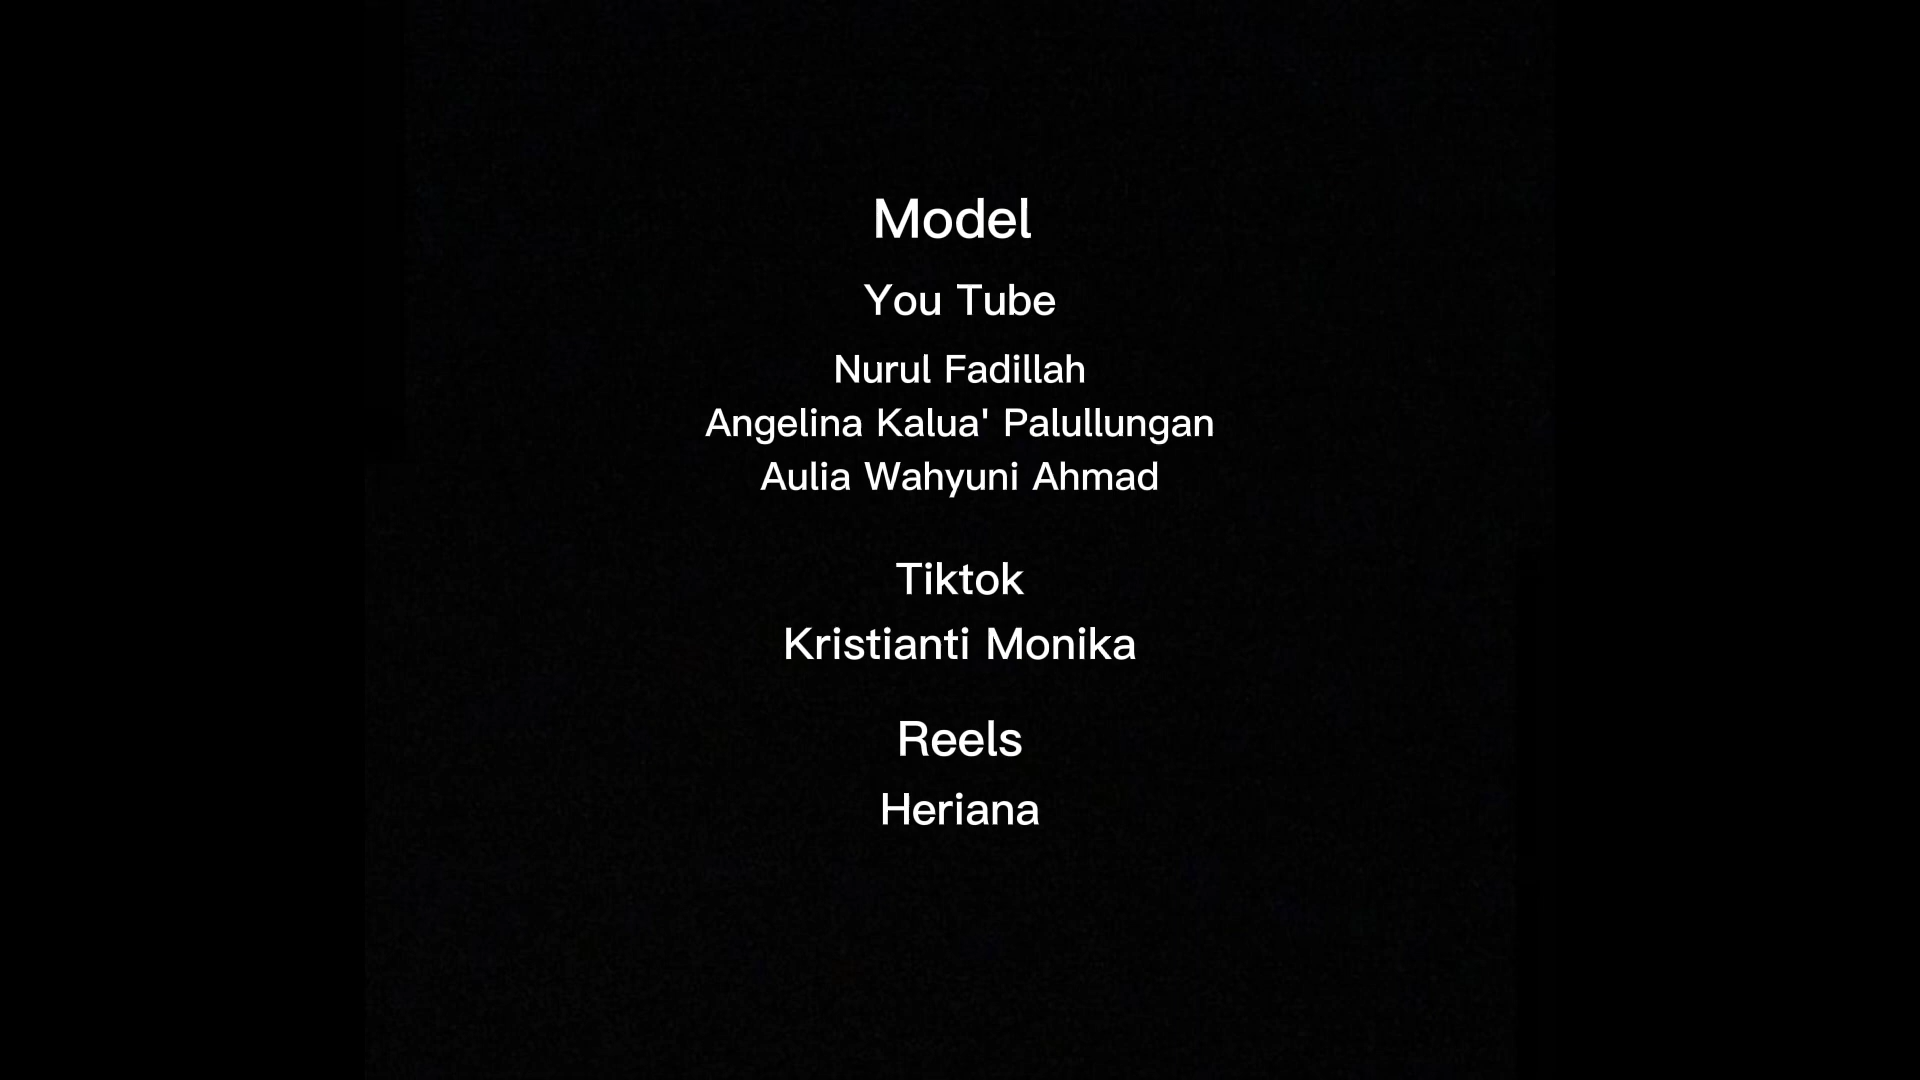 Model
You Tube
Nurul Fadillah
Angelina Kalua' Palullungan
Aulia Wahyuni Ahmad
Tiktok
Kristianti Monika
Reels
Heriana